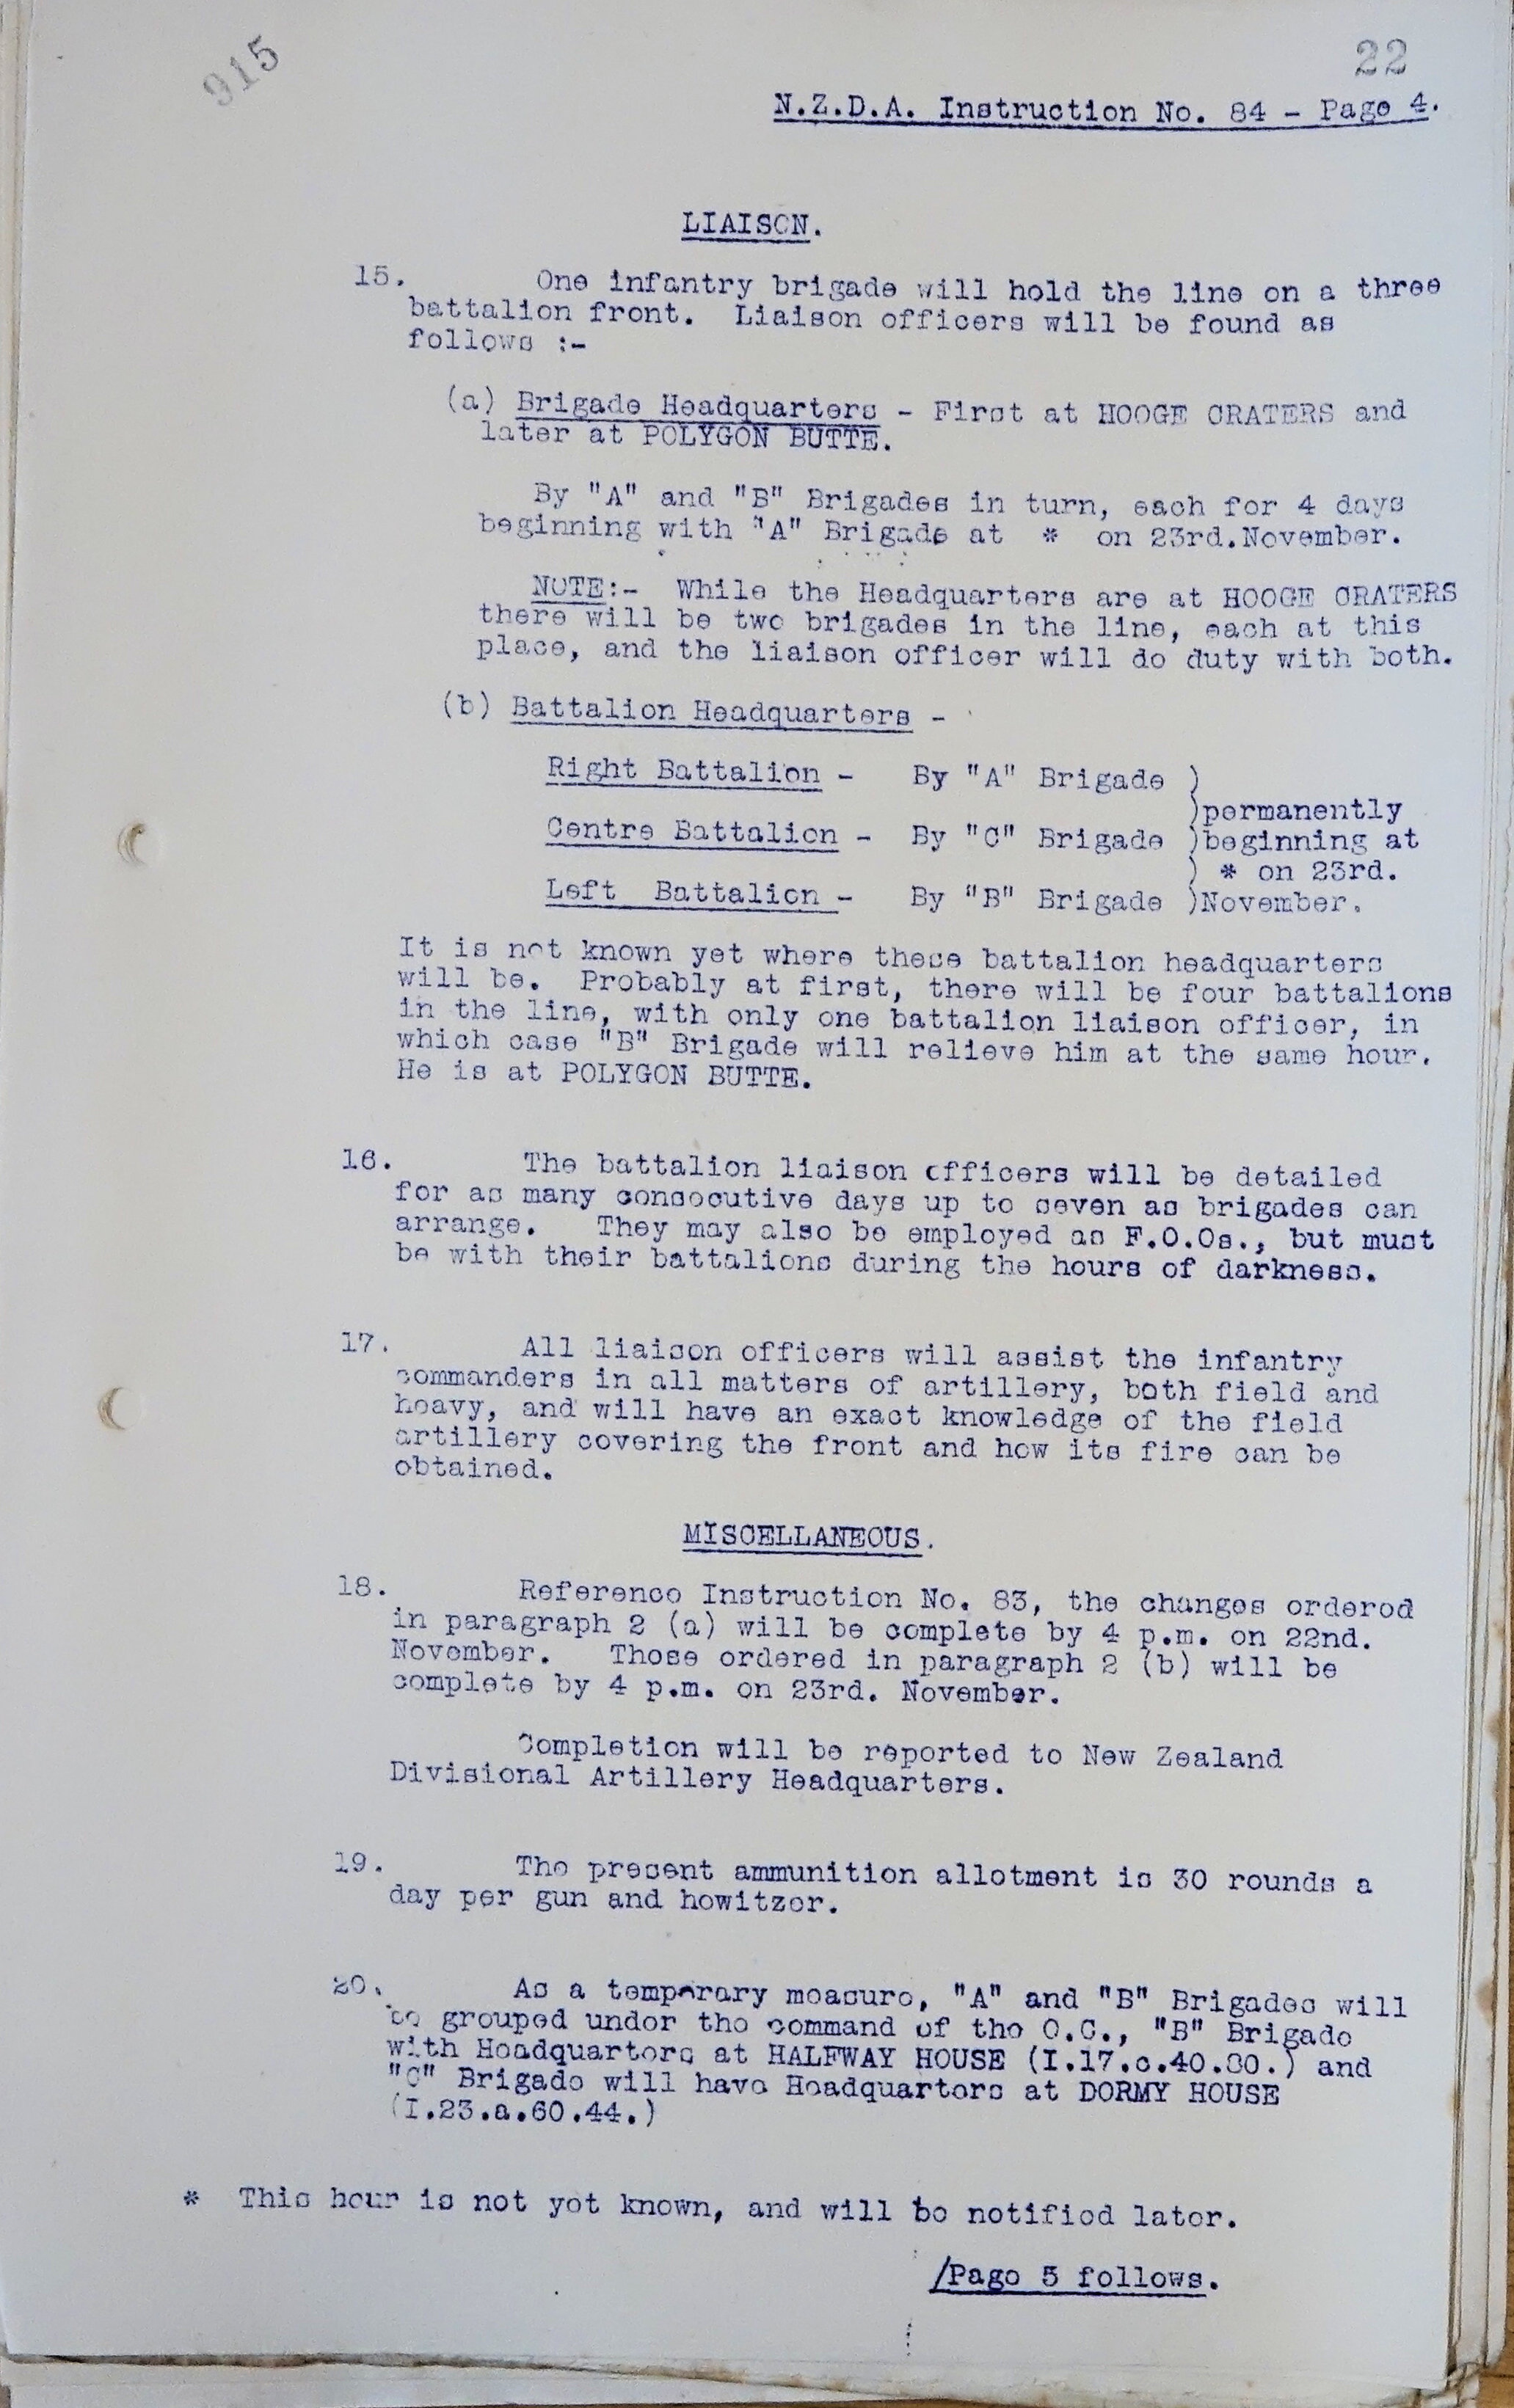 915
22
N.Z.D.A. Instruction No. 84 - Page 4.
LIAISON.
15. One infantry brigade will hold the line on a three
battalion front. Liaison officers will be found as
follows :-
(a) Brigade Headquarters - First at HOOGE CRATERS and
later at POLYGON BUTTE.
By "A" and "B" Brigades in turn, each for 4 days
beginning with "A" Brigade at * on 23rd.November.
NOTE:- While the Headquarters are at HOOGE CRATERS
there will be two brigades in the line, each at this
place, and the liaison officer will do duty with both.
(b) Battalion Headquarters -
Right Battalion - By "A" Brigade )
)permanently
Centre Battalion - By "C" Brigade )beginning at
) * on 23rd.
Left Battalion - By "B" Brigade )November.
It is not known yet where these battalion headquarters
will be. Probably at first, there will be four battalions
in the line, with only one battalion liaison officer, in
which case "B" Brigade will relieve him at the same hour.
He is at POLYGON BUTTE.
16. The battalion liaison officers will be detailed
for as many consecutive days up to seven as brigades can
arrange. They may also be employed as F.O.Os., but must
be with their battalions during the hours of darkness.
17. All liaison officers will assist the infantry
commanders in all matters of artillery, both field and
heavy, and will have an exact knowledge of the field
artillery covering the front and how its fire can be
obtained.
MISCELLANEOUS.
18. Reference Instruction No. 83, the changes ordered
in paragraph 2 (a) will be complete by 4 p.m. on 22nd.
November. Those ordered in paragraph 2 (b) will be
complete by 4 p.m. on 23rd. November.
Completion will be reported to New Zealand
Divisional Artillery Headquarters.
19. The present ammunition allotment is 30 rounds a
day per gun and howitzer.
20. As a temporary measure, "A" and "B" Brigades will
be grouped under the command of the O.C., "B" Brigade
with Headquarters at HALFWAY HOUSE (I.17.c.40.80.) and
"C" Brigade will have Headquarters at DORMY HOUSE
(I.23.a.60.44.)
* This hour is not yet known, and will be notified later.
/Page 5 follows.